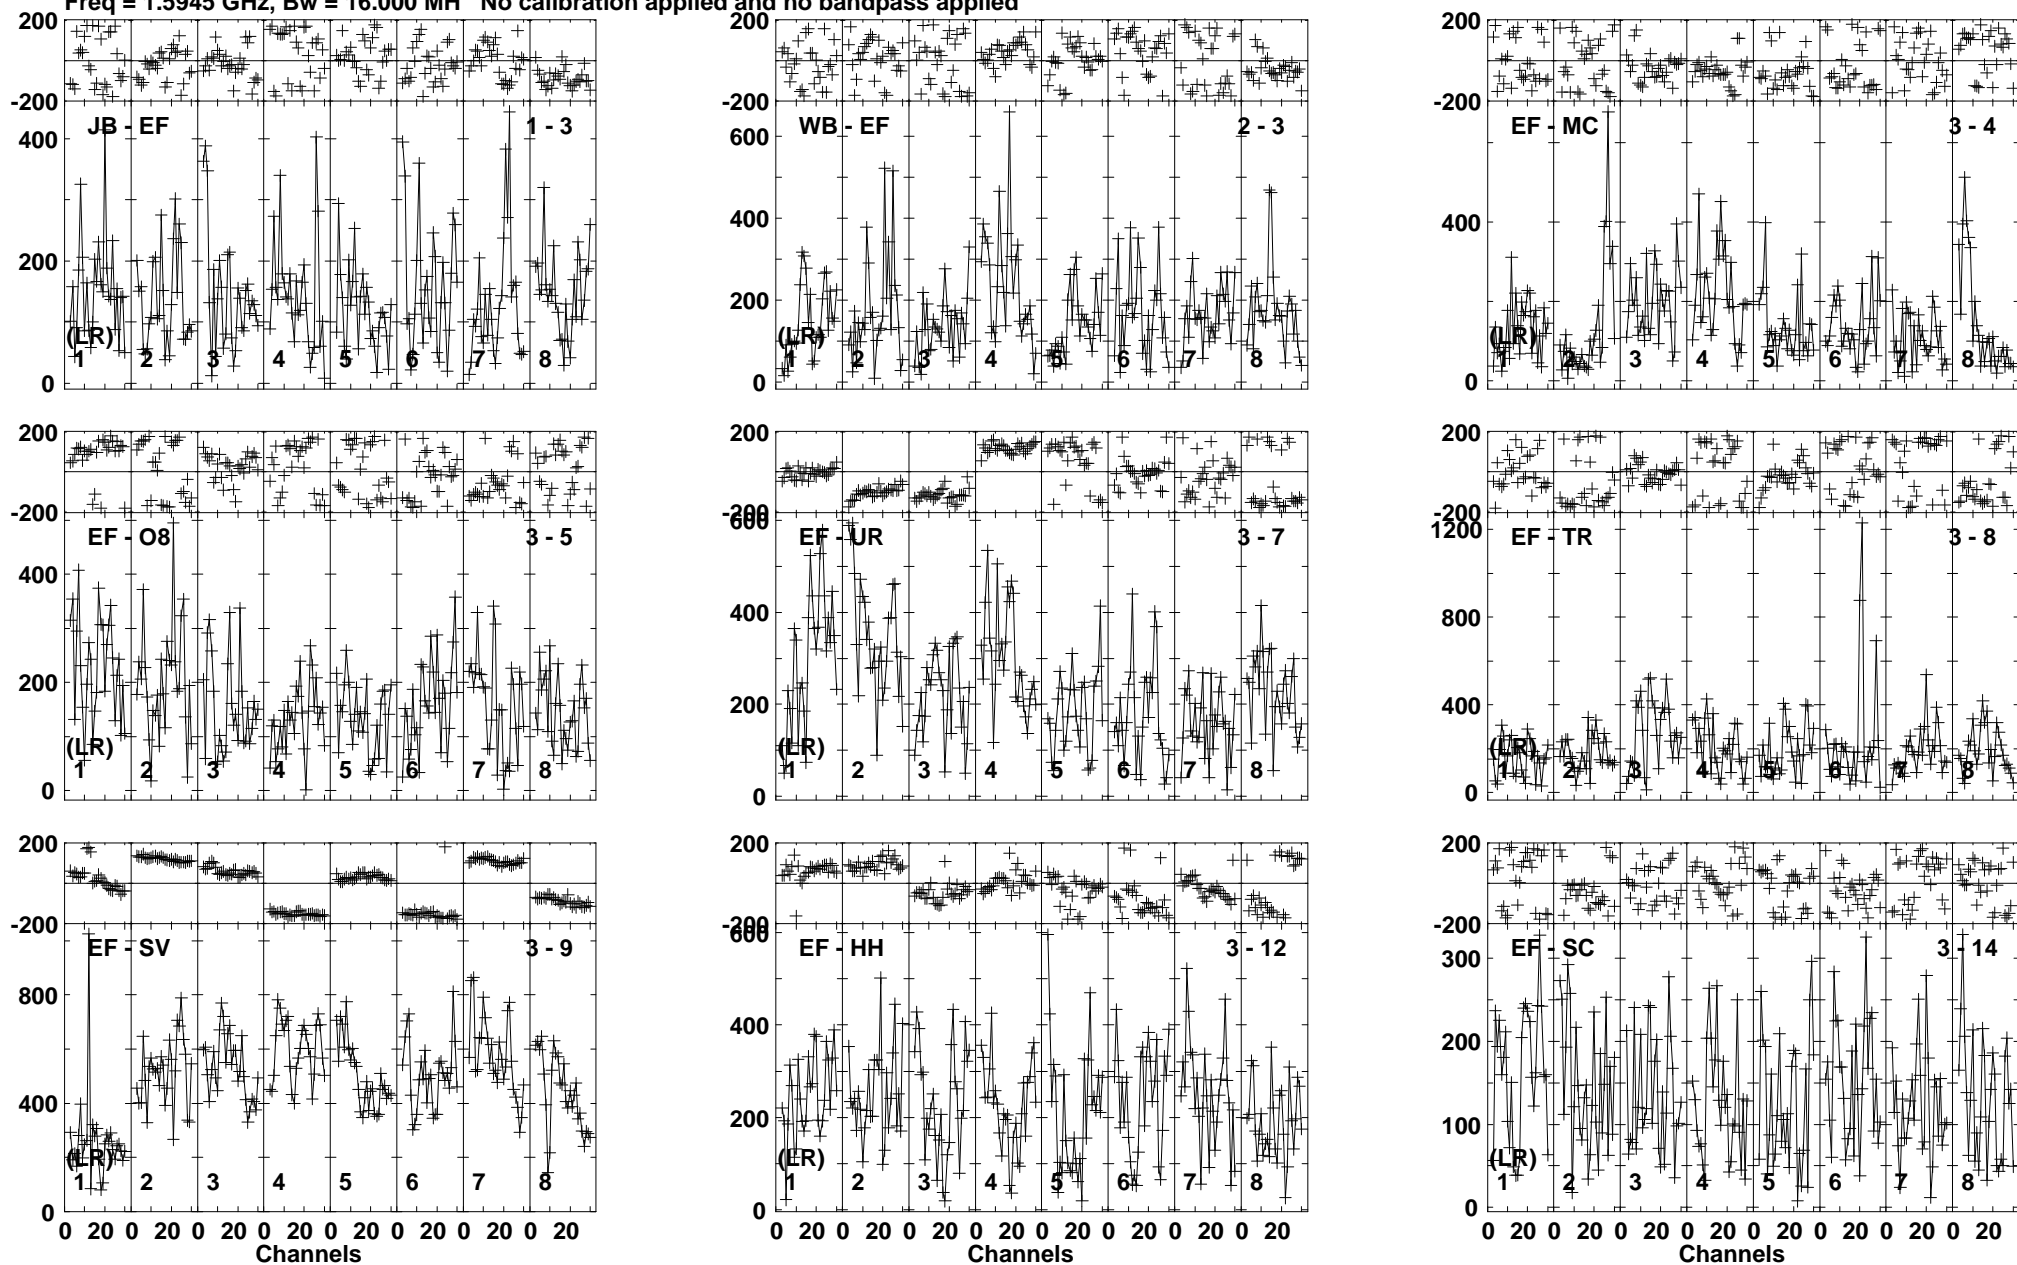 Freq = 1.5945 GHz, Bw = 16.000 MH No calibration applied and no bandpass applied
200
-200
JB - EF 1 - 3
400
200
(LR)
1 2 3 4 5 6 7 8
0
200
-200
WB - EF 2 - 3
600
400
200
(LR)
1 2 3 4 5 6 7 8
0
200
-200
EF - MC 3 - 4
400
(LR)
1 2 3 4 5 6 7 8
0
200
-200
EF - O8 3 - 5
400
200
(LR)
1 2 3 4 5 6 7 8
0
200
-200
600
EF - UR 3 - 7
400
200
(LR)
1 2 3 4 5 6 7 8
0
200
-200
1200
EF - TR 3 - 8
800
400
(LR)
1 2 3 4 5 6 7 8
0
200
-200
EF - SV 3 - 9
800
400
(LR)
1 2 3 4 5 6 7 8
0
0 20 0 20 0 20 0 20 0 20 0 20 0 20 0 20
Channels
200
-200
600
EF - HH 3 - 12
400
200
(LR)
1 2 3 4 5 6 7 8
0
0 20 0 20 0 20 0 20 0 20 0 20 0 20 0 20
Channels
200
-200
EF - SC 3 - 14
300
200
100
(LR)
1 2 3 4 5 6 7 8
0
0 20 0 20 0 20 0 20 0 20 0 20 0 20 0 20
Channels